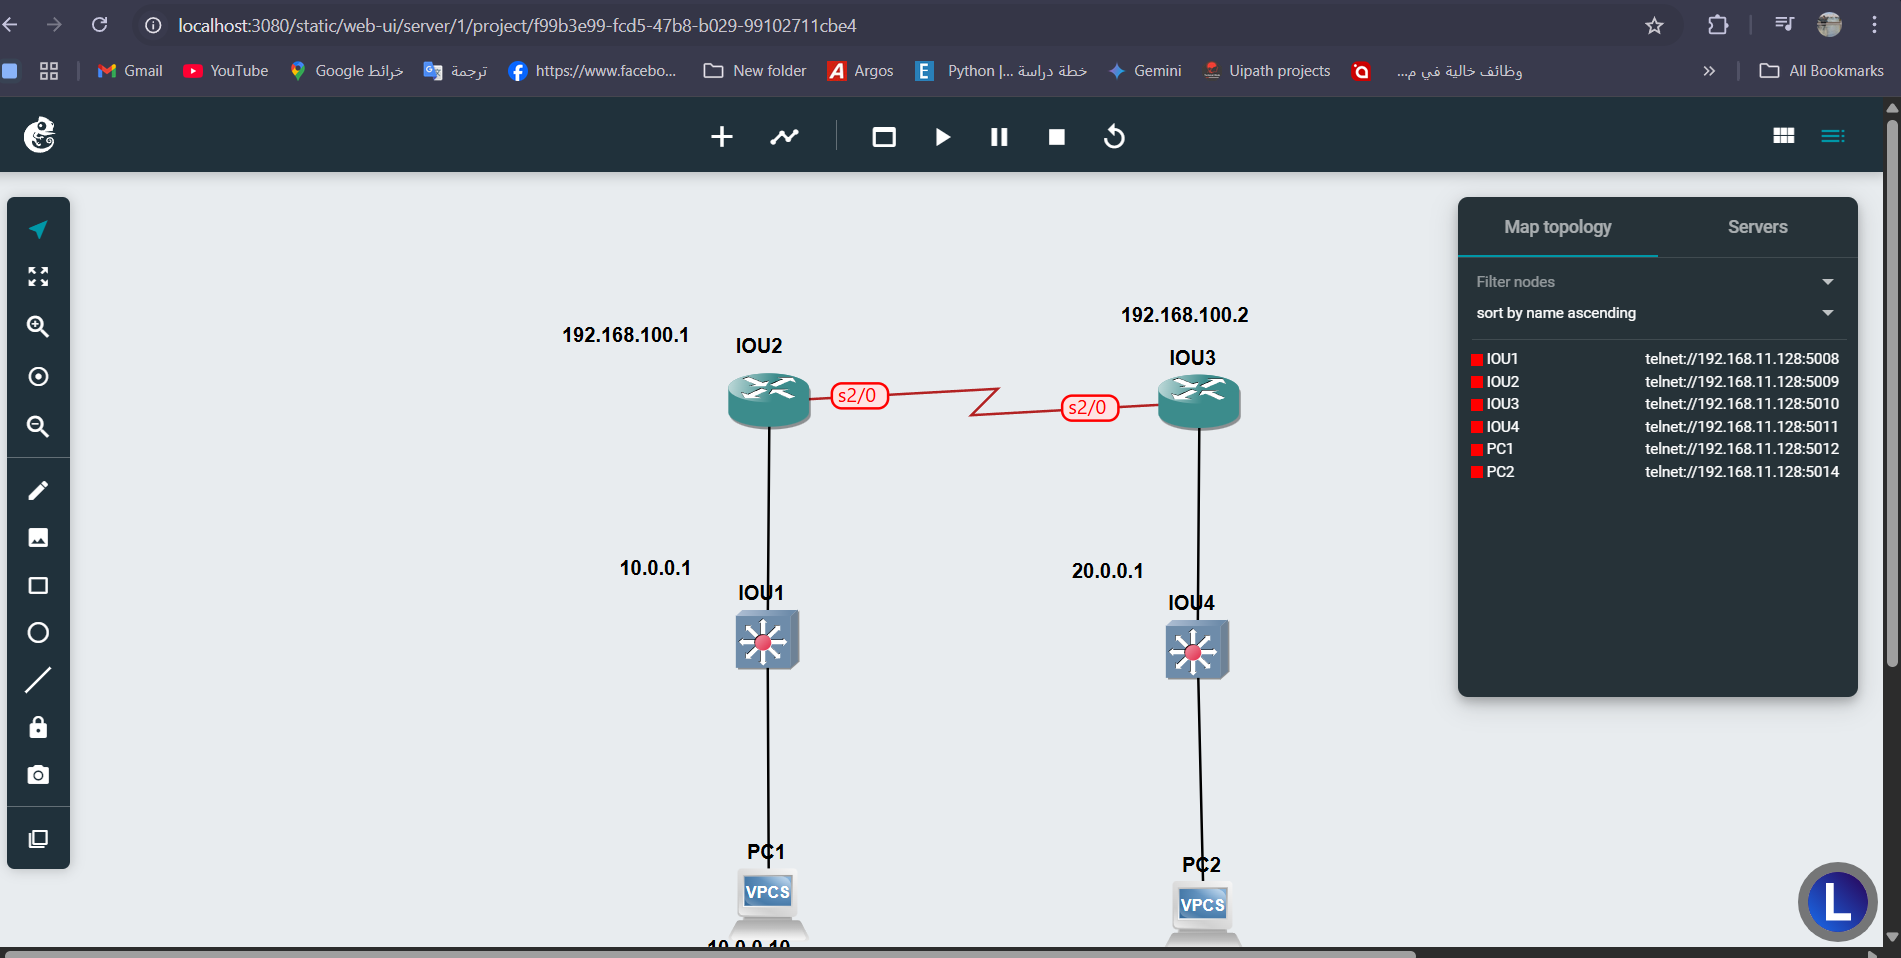 localhost:3080/static/web-ui/server/1/project/f99b3e99-fcd5-47b8-b029-99102711cbe4
Gmail
YouTube
خرائط Google
ترجمة
https://www.facebo...
New folder
Argos
Python |... خطة دراسة
Gemini
Uipath projects
وظائف خالية في م...
All Bookmarks
Map topology
Servers
Filter nodes
sort by name ascending
IOU1 telnet://192.168.11.128:5008
IOU2 telnet://192.168.11.128:5009
IOU3 telnet://192.168.11.128:5010
IOU4 telnet://192.168.11.128:5011
PC1 telnet://192.168.11.128:5012
PC2 telnet://192.168.11.128:5014
192.168.100.1
IOU2
192.168.100.2
IOU3
s2/0
s2/0
10.0.0.1
IOU1
20.0.0.1
IOU4
PC1
VPCS
10.0.0.10
PC2
VPCS
L